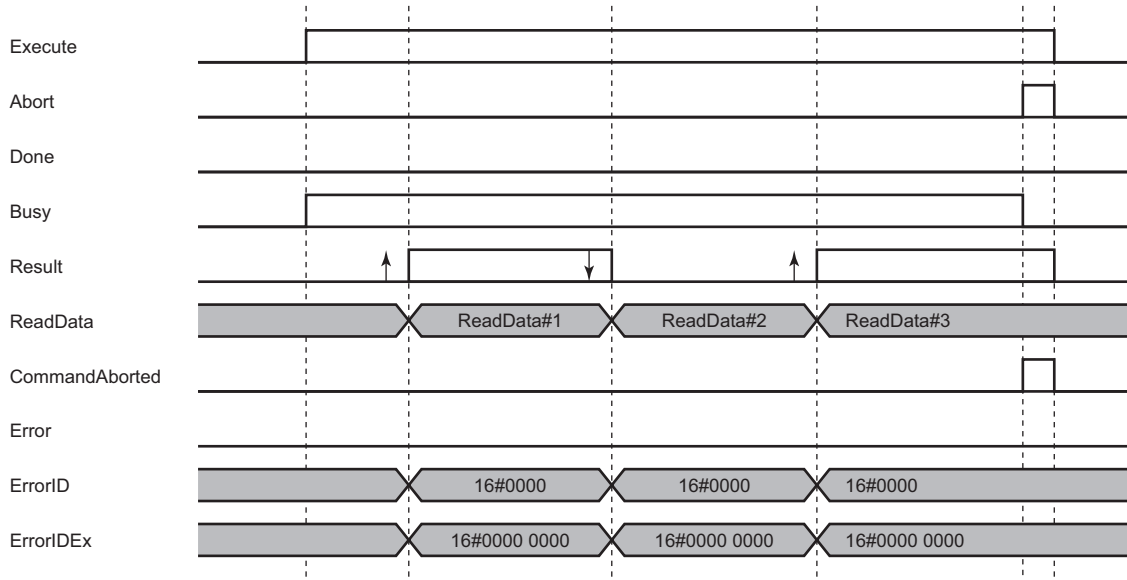 Execute
Abort
Done
Busy
Result
ReadData ReadData#1 ReadData#2 ReadData#3
CommandAborted
Error
ErrorID 16#0000 16#0000 16#0000
ErrorIDEx 16#0000 0000 16#0000 0000 16#0000 0000